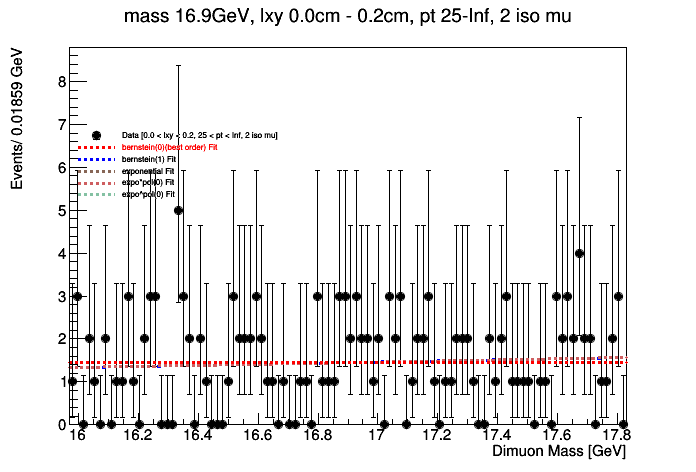 mass 16.9GeV, lxy 0.0cm - 0.2cm, pt 25-Inf, 2 iso mu
Events/ 0.01859 GeV
8
7
6
5
4
3
2
1
0
Data [0.0 < lxy < 0.2, 25 < pt < Inf, 2 iso mu]
bernstein(0)(best order) Fit
bernstein(1) Fit
exponential Fit
expo*pol(0) Fit
expo^pol(0) Fit
16 16.2 16.4 16.6 16.8 17 17.2 17.4 17.6 17.8
Dimuon Mass [GeV]